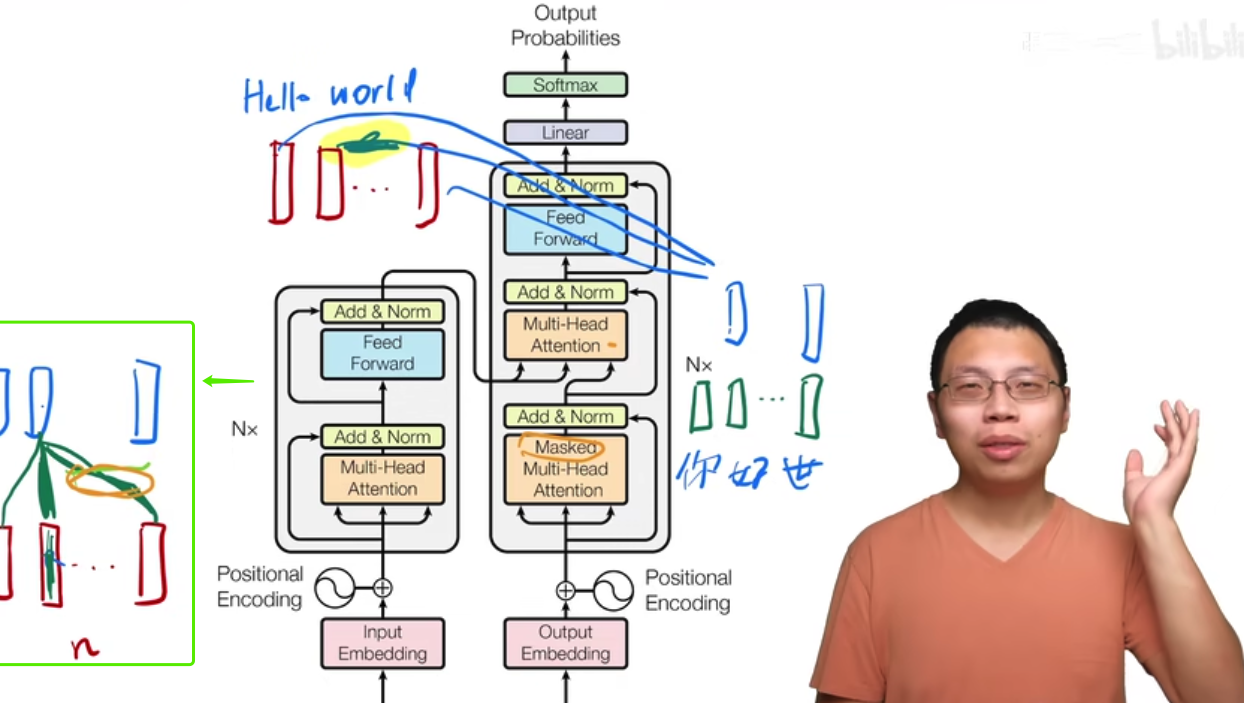 Output
Probabilities
Softmax
Linear
Add & Norm
Feed
Forward
Add & Norm
Multi-Head
Attention
Nx
Add & Norm
Masked
Multi-Head
Attention
Positional
Encoding
Output
Embedding
Hello world
Add & Norm
Feed
Forward
Nx
Add & Norm
Multi-Head
Attention
Positional
Encoding
Input
Embedding
...
...
...
你好世
n
bilibili